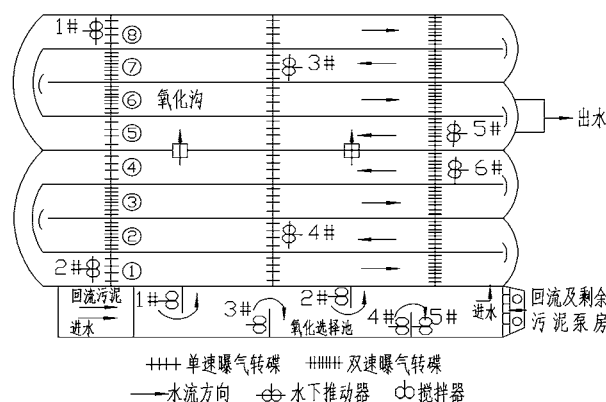 1#
⑧
⑦
3#
⑥
氧化沟
出水
⑤
5#
④
6#
③
②
4#
2#
①
回流污泥
进水
1#
3#
2#
氧化选择池
4#
5#
进水
回流及剩余
污泥泵房
单速曝气转碟
双速曝气转碟
水流方向
水下推动器
搅拌器